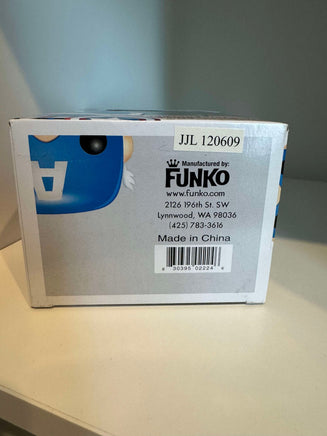 JJL 120609
Manufactured by:
FUNKO
www.funko.com
2126 196th St. SW
Lynnwood, WA 98036
(425) 783-3616
Made in China
8 30395 02224 6
A